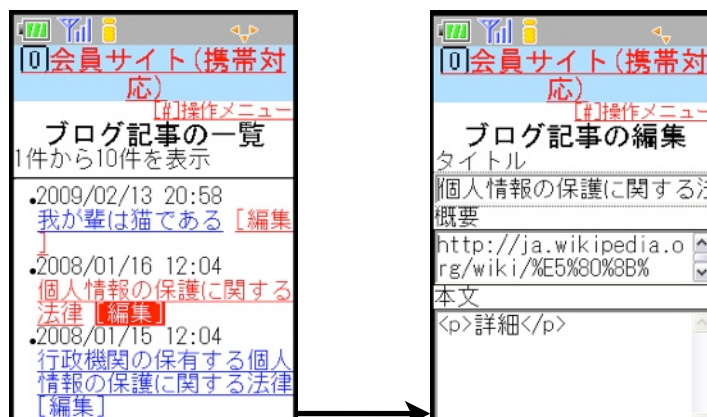 0会員サイト(携帯対
応)
[#]操作メニュー
ブログ記事の一覧
1件から10件を表示
.2009/02/13 20:58
我が輩は猫である [編集
]
.2008/01/16 12:04
個人情報の保護に関する
法律 [編集]
.2008/01/15 12:04
行政機関の保有する個人
情報の保護に関する法律
[編集]
0会員サイト(携帯対
応)
[#]操作メニュー
ブログ記事の編集
タイトル
個人情報の保護に関する法
概要
http://ja.wikipedia.o
rg/wiki/%E5%80%8B%
本文
<p>詳細</p>